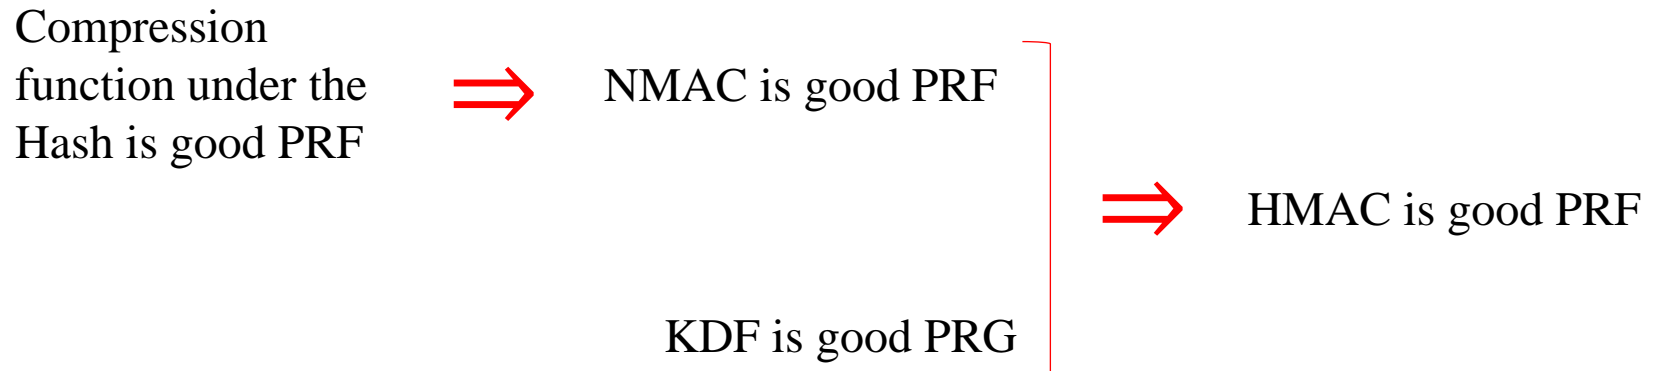 Compression
function under the
Hash is good PRF
⇒
NMAC is good PRF
KDF is good PRG
⇒
HMAC is good PRF